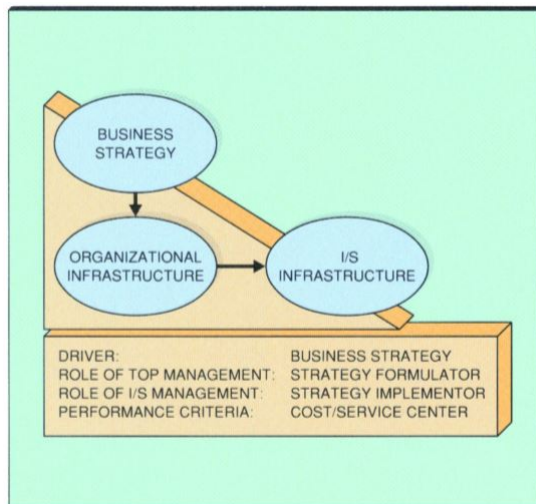 BUSINESS
STRATEGY
ORGANIZATIONAL
INFRASTRUCTURE
I/S
INFRASTRUCTURE
DRIVER: BUSINESS STRATEGY
ROLE OF TOP MANAGEMENT: STRATEGY FORMULATOR
ROLE OF I/S MANAGEMENT: STRATEGY IMPLEMENTOR
PERFORMANCE CRITERIA: COST/SERVICE CENTER